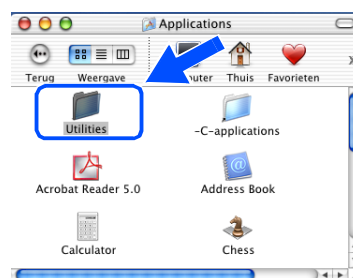 Applications
Terug Weergave uter Thuis Favorieten
Utilities -C-applications
Acrobat Reader 5.0 Address Book
Calculator Chess